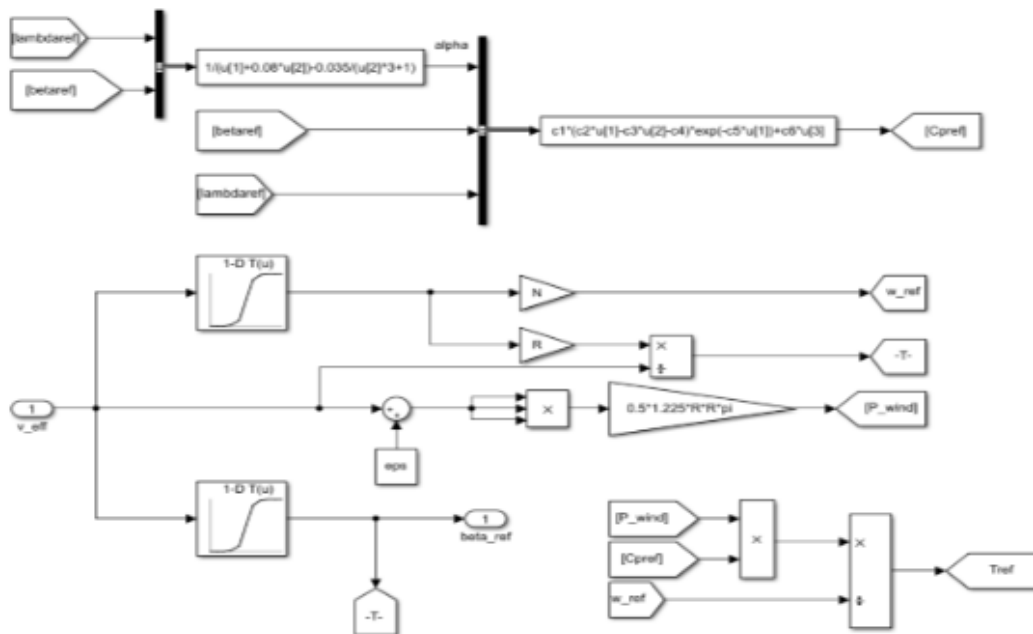 [lambdaref]
[betaref]
1/(u[1]+0.08*u[2])-0.035/(u[2]^3+1)
alpha
[betaref]
[lambdaref]
c1*(c2*u[1]-c3*u[2]-c4)*exp(-c5*u[1])+c6*u[3]
[Cpref]
1-D T(u)
N
w_ref
R
×
÷
-T-
1
v_eff
+
+
eps
×
0.5*1.225*R*R*pi
[P_wind]
1-D T(u)
1
beta_ref
-T-
[P_wind]
[Cpref]
w_ref
×
×
÷
Tref